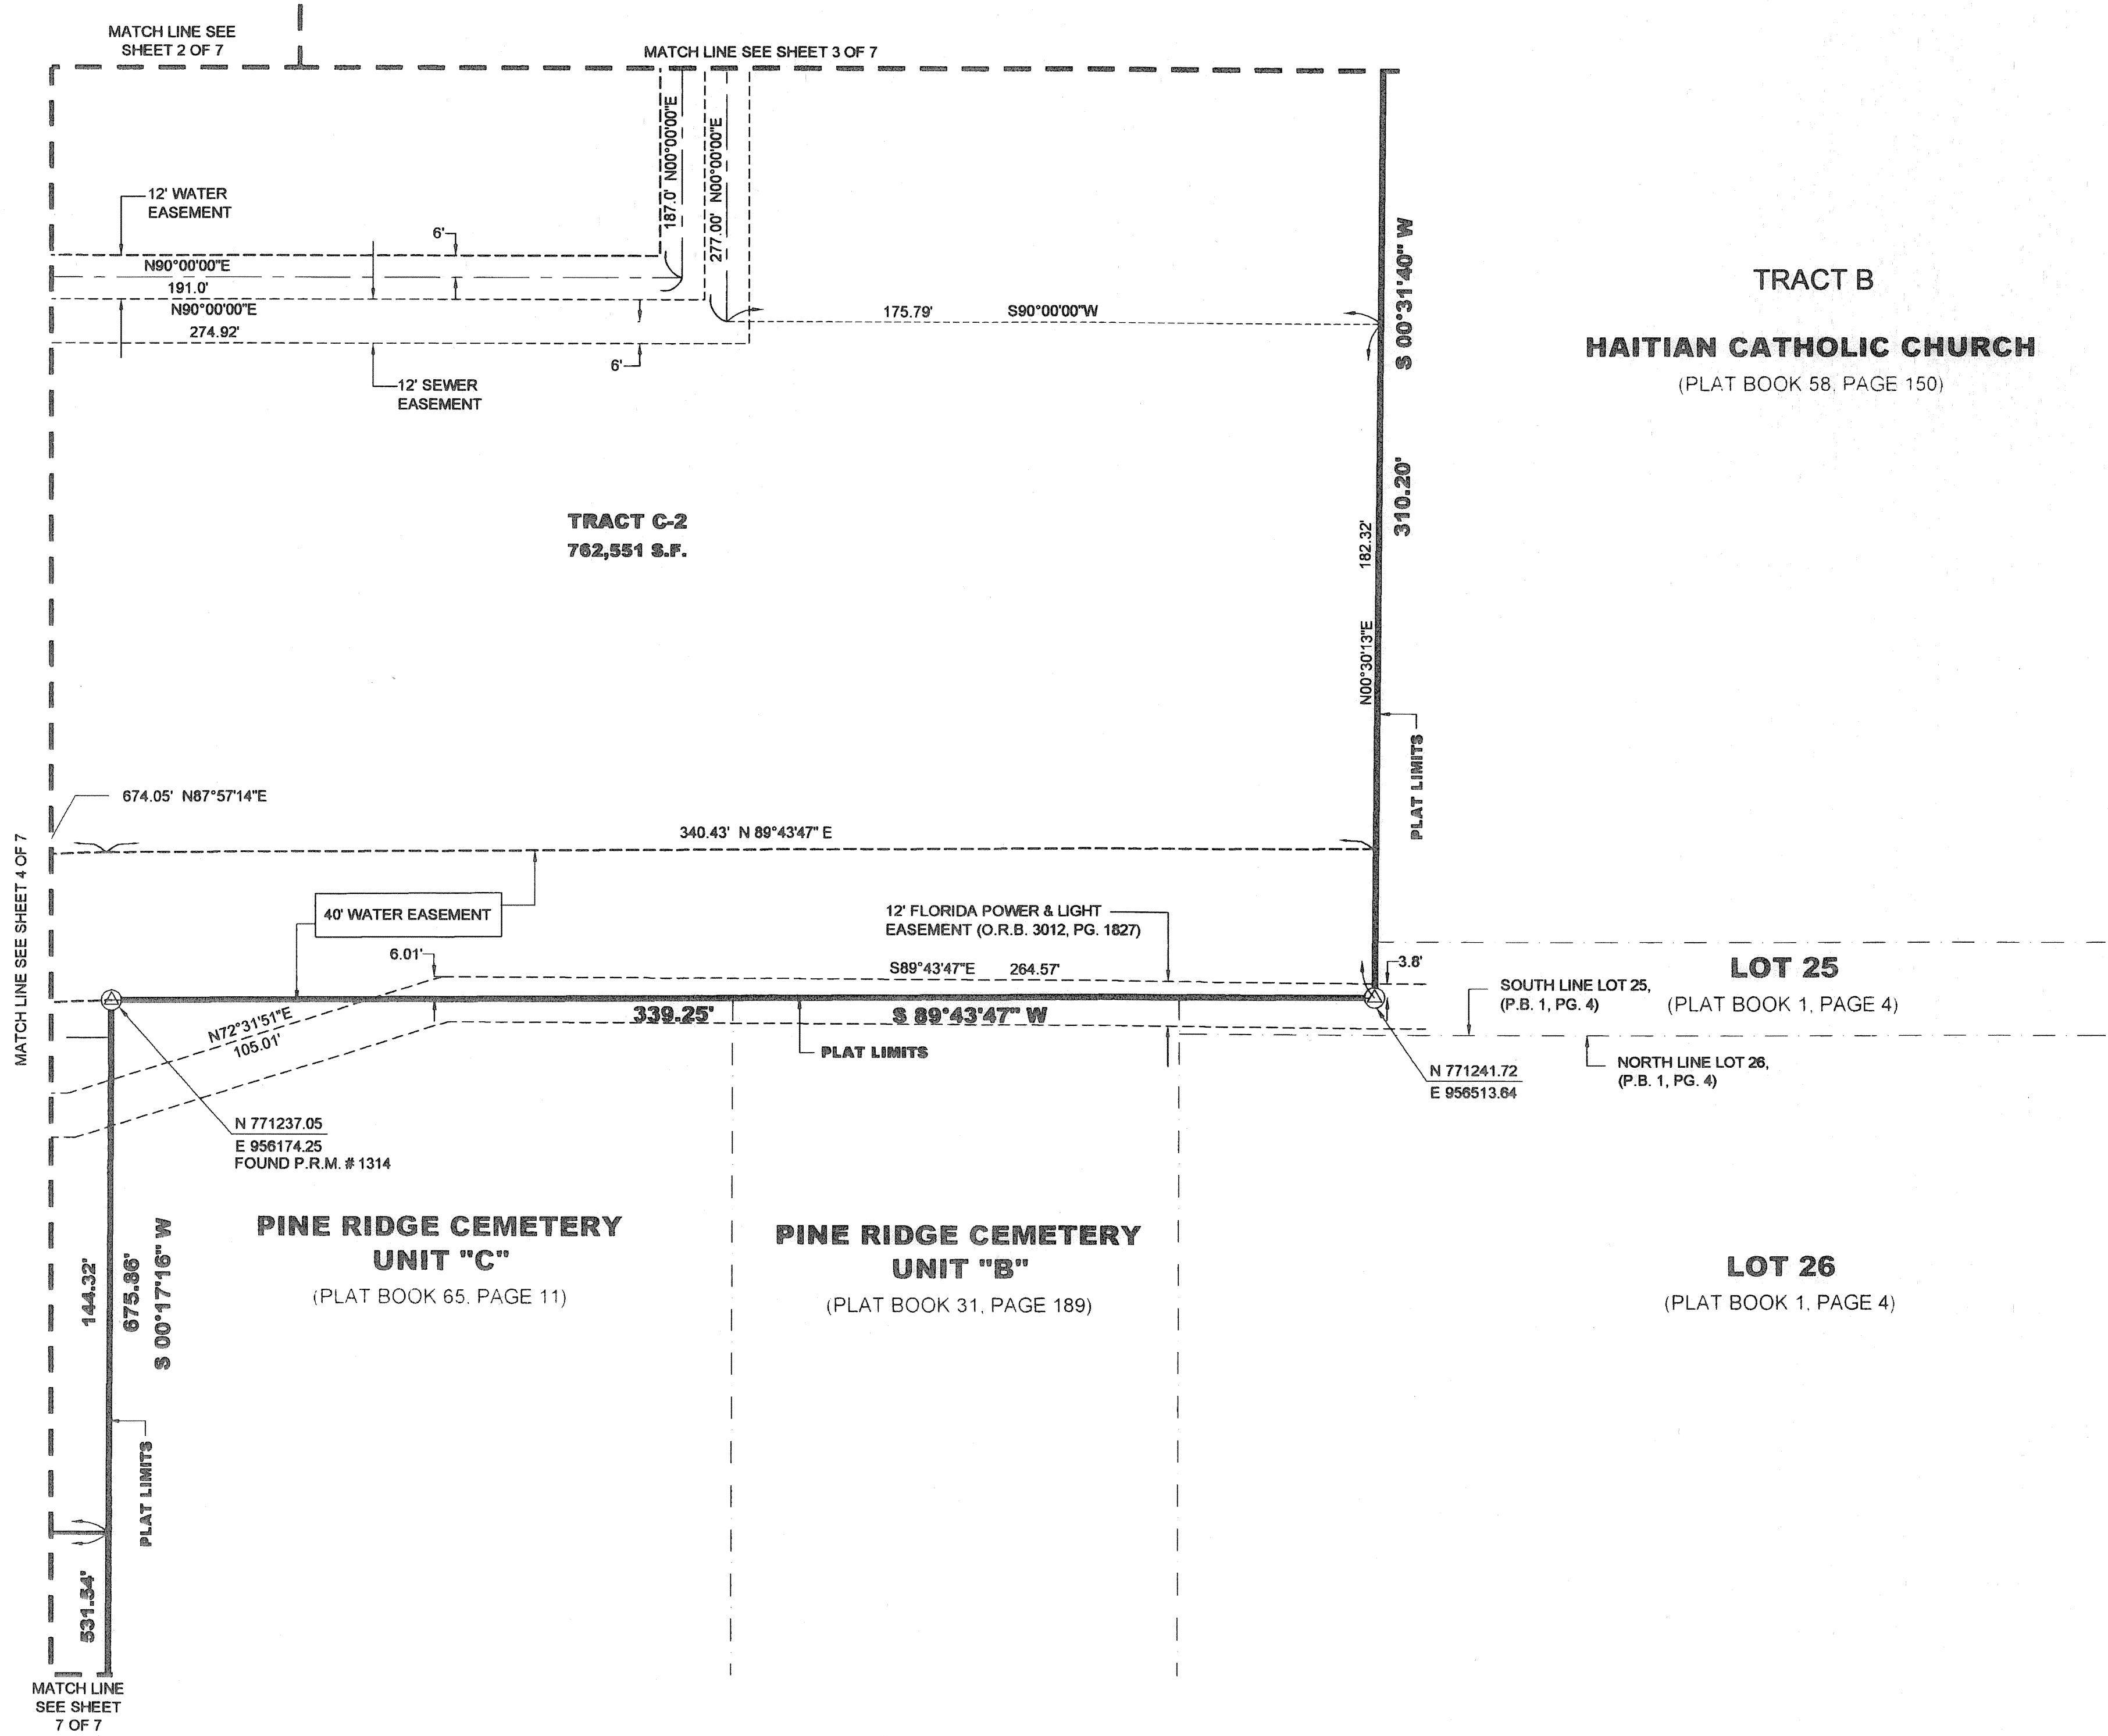 MATCH LINE SEE
SHEET 2 OF 7
MATCH LINE SEE SHEET 3 OF 7
187.0' N00°00'00"E
277.00' N00°00'00"E
12' WATER
EASEMENT
6'
N90°00'00"E
191.0'
N90°00'00"E
274.92'
175.79' S90°00'00"W
6'
12' SEWER
EASEMENT
S 00°31'40" W
310.20'
TRACT B
HAITIAN CATHOLIC CHURCH
(PLAT BOOK 58, PAGE 150)
TRACT C-2
762,551 S.F.
182.32'
N00°30'13"E
PLAT LIMITS
674.05' N87°57'14"E
MATCH LINE SEE SHEET 4 OF 7
340.43' N 89°43'47" E
40' WATER EASEMENT
12' FLORIDA POWER & LIGHT
EASEMENT (O.R.B. 3012, PG. 1827)
6.01'
S89°43'47"E 264.57'
3.8'
LOT 25
(PLAT BOOK 1, PAGE 4)
SOUTH LINE LOT 25,
(P.B. 1, PG. 4)
339.25' S 89°43'47" W
N72°31'51"E
105.01'
PLAT LIMITS
NORTH LINE LOT 26,
(P.B. 1, PG. 4)
N 771241.72
E 956513.64
N 771237.05
E 956174.25
FOUND P.R.M. # 1314
PINE RIDGE CEMETERY
UNIT "C"
(PLAT BOOK 65, PAGE 11)
PINE RIDGE CEMETERY
UNIT "B"
(PLAT BOOK 31, PAGE 189)
LOT 26
(PLAT BOOK 1, PAGE 4)
144.32'
675.86'
S 00°17'16" W
PLAT LIMITS
531.54'
MATCH LINE
SEE SHEET
7 OF 7